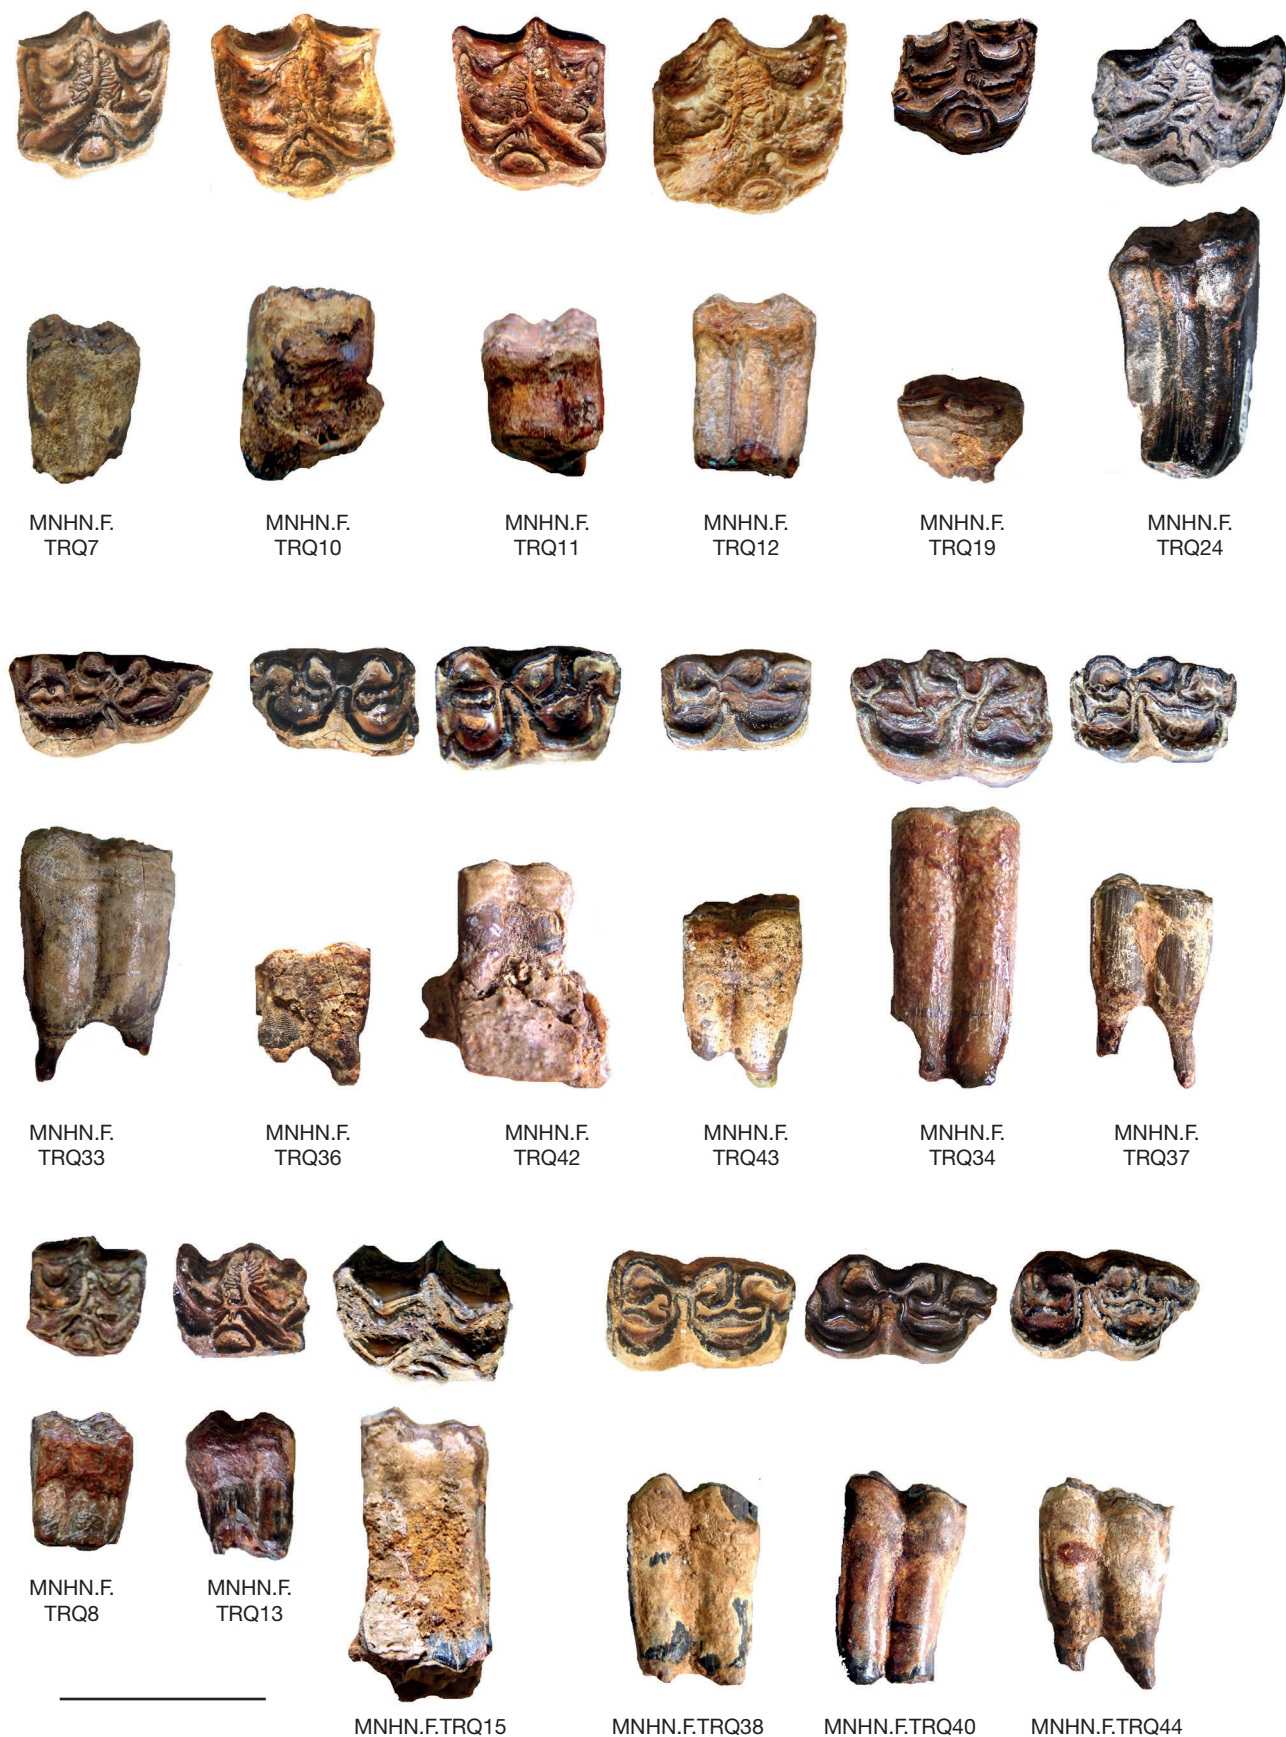 MNHN.F.
TRQ7
MNHN.F.
TRQ10
MNHN.F.
TRQ11
MNHN.F.
TRQ12
MNHN.F.
TRQ19
MNHN.F.
TRQ24
MNHN.F.
TRQ33
MNHN.F.
TRQ36
MNHN.F.
TRQ42
MNHN.F.
TRQ43
MNHN.F.
TRQ34
MNHN.F.
TRQ37
MNHN.F.
TRQ8
MNHN.F.
TRQ13
MNHN.F.TRQ15
MNHN.F.TRQ38
MNHN.F.TRQ40
MNHN.F.TRQ44